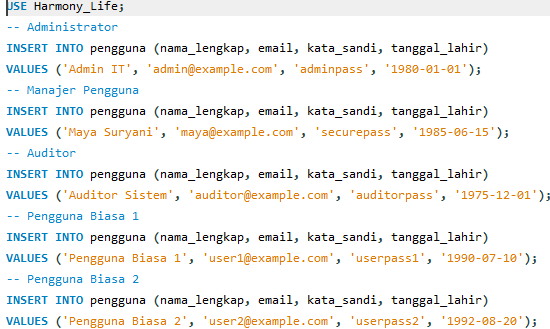 USE Harmony_Life;
-- Administrator
INSERT INTO pengguna (nama_lengkap, email, kata_sandi, tanggal_lahir)
VALUES ('Admin IT', 'admin@example.com', 'adminpass', '1980-01-01');
-- Manajer Pengguna
INSERT INTO pengguna (nama_lengkap, email, kata_sandi, tanggal_lahir)
VALUES ('Maya Suryani', 'maya@example.com', 'securepass', '1985-06-15');
-- Auditor
INSERT INTO pengguna (nama_lengkap, email, kata_sandi, tanggal_lahir)
VALUES ('Auditor Sistem', 'auditor@example.com', 'auditorpass', '1975-12-01');
-- Pengguna Biasa 1
INSERT INTO pengguna (nama_lengkap, email, kata_sandi, tanggal_lahir)
VALUES ('Pengguna Biasa 1', 'user1@example.com', 'userpass1', '1990-07-10');
-- Pengguna Biasa 2
INSERT INTO pengguna (nama_lengkap, email, kata_sandi, tanggal_lahir)
VALUES ('Pengguna Biasa 2', 'user2@example.com', 'userpass2', '1992-08-20');